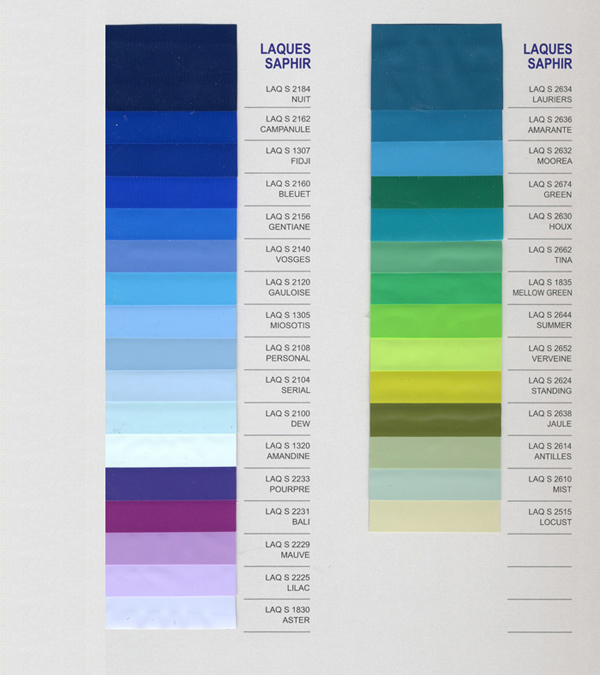 LAQUES
SAPHIR
LAQ S 2184
NUIT
LAQ S 2162
CAMPANULE
LAQ S 1307
FIDJI
LAQ S 2160
BLEUET
LAQ S 2156
GENTIANE
LAQ S 2140
VOSGES
LAQ S 2120
GAULOISE
LAQ S 1305
MIOSOTIS
LAQ S 2108
PERSONAL
LAQ S 2104
SERIAL
LAQ S 2100
DEW
LAQ S 1320
AMANDINE
LAQ S 2233
POURPRE
LAQ S 2231
BALI
LAQ S 2229
MAUVE
LAQ S 2225
LILAC
LAQ S 1830
ASTER
LAQUES
SAPHIR
LAQ S 2634
LAURIERS
LAQ S 2636
AMARANTE
LAQ S 2632
MOOREA
LAQ S 2674
GREEN
LAQ S 2630
HOUX
LAQ S 2662
TINA
LAQ S 1835
MELLOW GREEN
LAQ S 2644
SUMMER
LAQ S 2652
VERVEINE
LAQ S 2624
STANDING
LAQ S 2638
JAULE
LAQ S 2614
ANTILLES
LAQ S 2610
MIST
LAQ S 2515
LOCUST